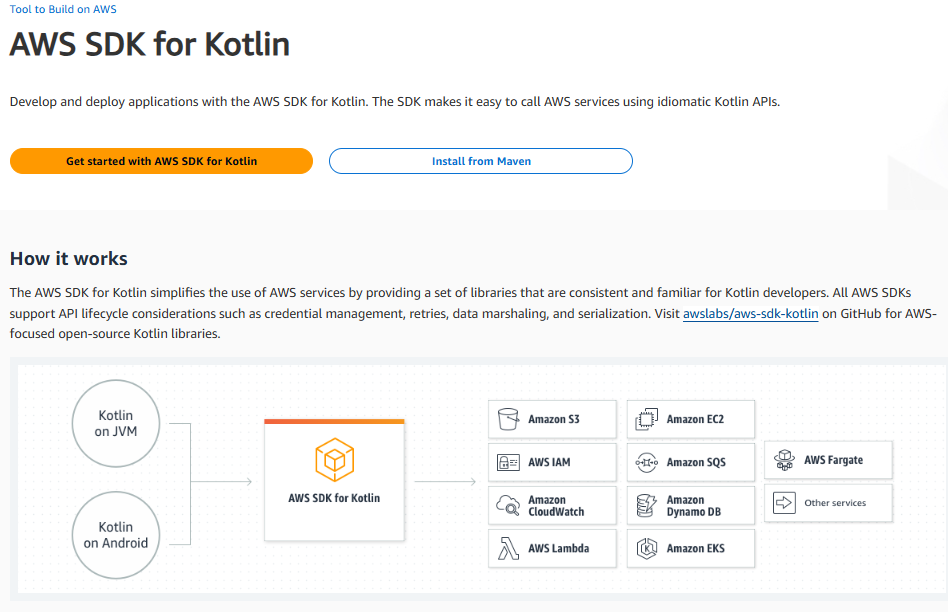 Tool to Build on AWS
AWS SDK for Kotlin
Develop and deploy applications with the AWS SDK for Kotlin. The SDK makes it easy to call AWS services using idiomatic Kotlin APIs.
Get started with AWS SDK for Kotlin
Install from Maven
How it works
The AWS SDK for Kotlin simplifies the use of AWS services by providing a set of libraries that are consistent and familiar for Kotlin developers. All AWS SDKs
support API lifecycle considerations such as credential management, retries, data marshaling, and serialization. Visit awslabs/aws-sdk-kotlin on GitHub for AWS-
focused open-source Kotlin libraries.
Kotlin
on JVM
Kotlin
on Android
AWS SDK for Kotlin
Amazon S3
AWS IAM
Amazon
CloudWatch
AWS Lambda
Amazon EC2
Amazon SQS
Amazon
Dynamo DB
Amazon EKS
AWS Fargate
Other services